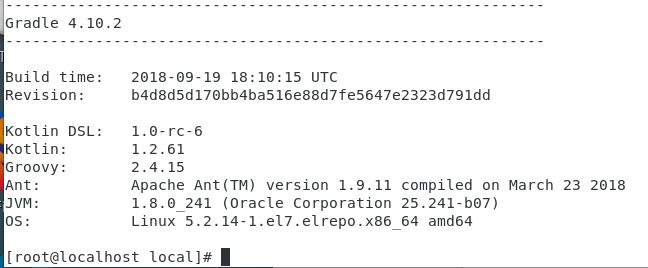 ------------------------------------------------------------
Gradle 4.10.2
------------------------------------------------------------
Build time:   2018-09-19 18:10:15 UTC
Revision:     b4d8d5d170bb4ba516e88d7fe5647e2323d791dd
Kotlin DSL:   1.0-rc-6
Kotlin:       1.2.61
Groovy:       2.4.15
Ant:          Apache Ant(TM) version 1.9.11 compiled on March 23 2018
JVM:          1.8.0_241 (Oracle Corporation 25.241-b07)
OS:           Linux 5.2.14-1.el7.elrepo.x86_64 amd64
[root@localhost local]#